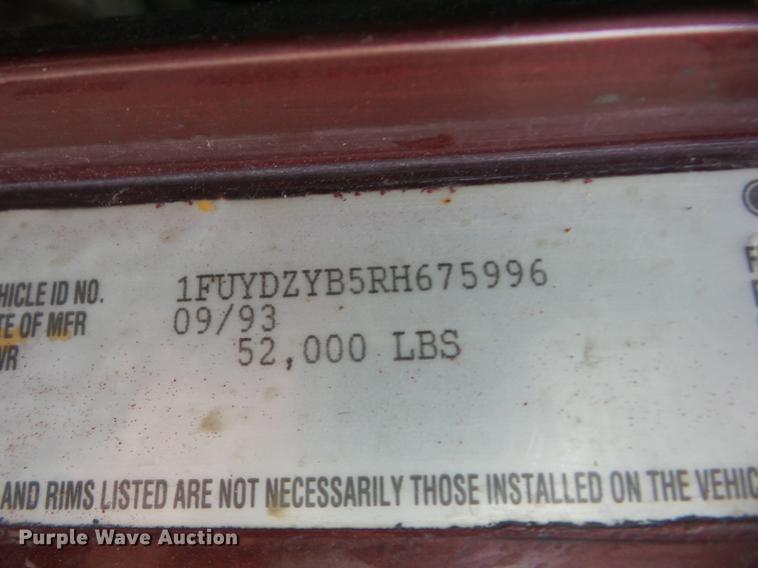 HICLE ID NO. 1FUYDZYB5RH675996
TE OF MFR 09/93
WR 52,000 LBS
AND RIMS LISTED ARE NOT NECESSARILY THOSE INSTALLED ON THE VEHIC
Purple Wave Auction